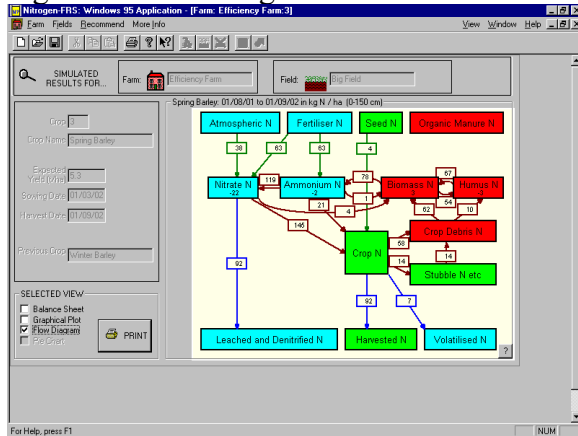 Nitrogen-FRS: Windows 95 Application - [Farm: Efficiency Farm:3]
Farm Fields Recommend More Info View Window Help
SIMULATED RESULTS FOR...
Farm: Efficiency Farm
Field: Big Field
Crop 3
Crop Name Spring Barley
Expected Yield (t/ha) 5.3
Sowing Date 01/03/02
Harvest Date 01/09/02
Previous Crop Winter Barley
SELECTED VIEW
Balance Sheet
Graphical Plot
Flow Diagram
Pie Chart
PRINT
Spring Barley: 01/08/01 to 01/09/02 in kg N / ha (0-150 cm)
Atmospheric N Fertiliser N Seed N Organic Manure N
38 63 63 4
119 78 67
Nitrate N Ammonium N Biomass N Humus N
-22 -2 3 -3
1 54
21 4 62 10
146
Crop Debris N
Crop N 58
14 14
Stubble N etc
92 92 7
Leached and Denitrified N Harvested N Volatilised N
?
For Help, press F1 NUM